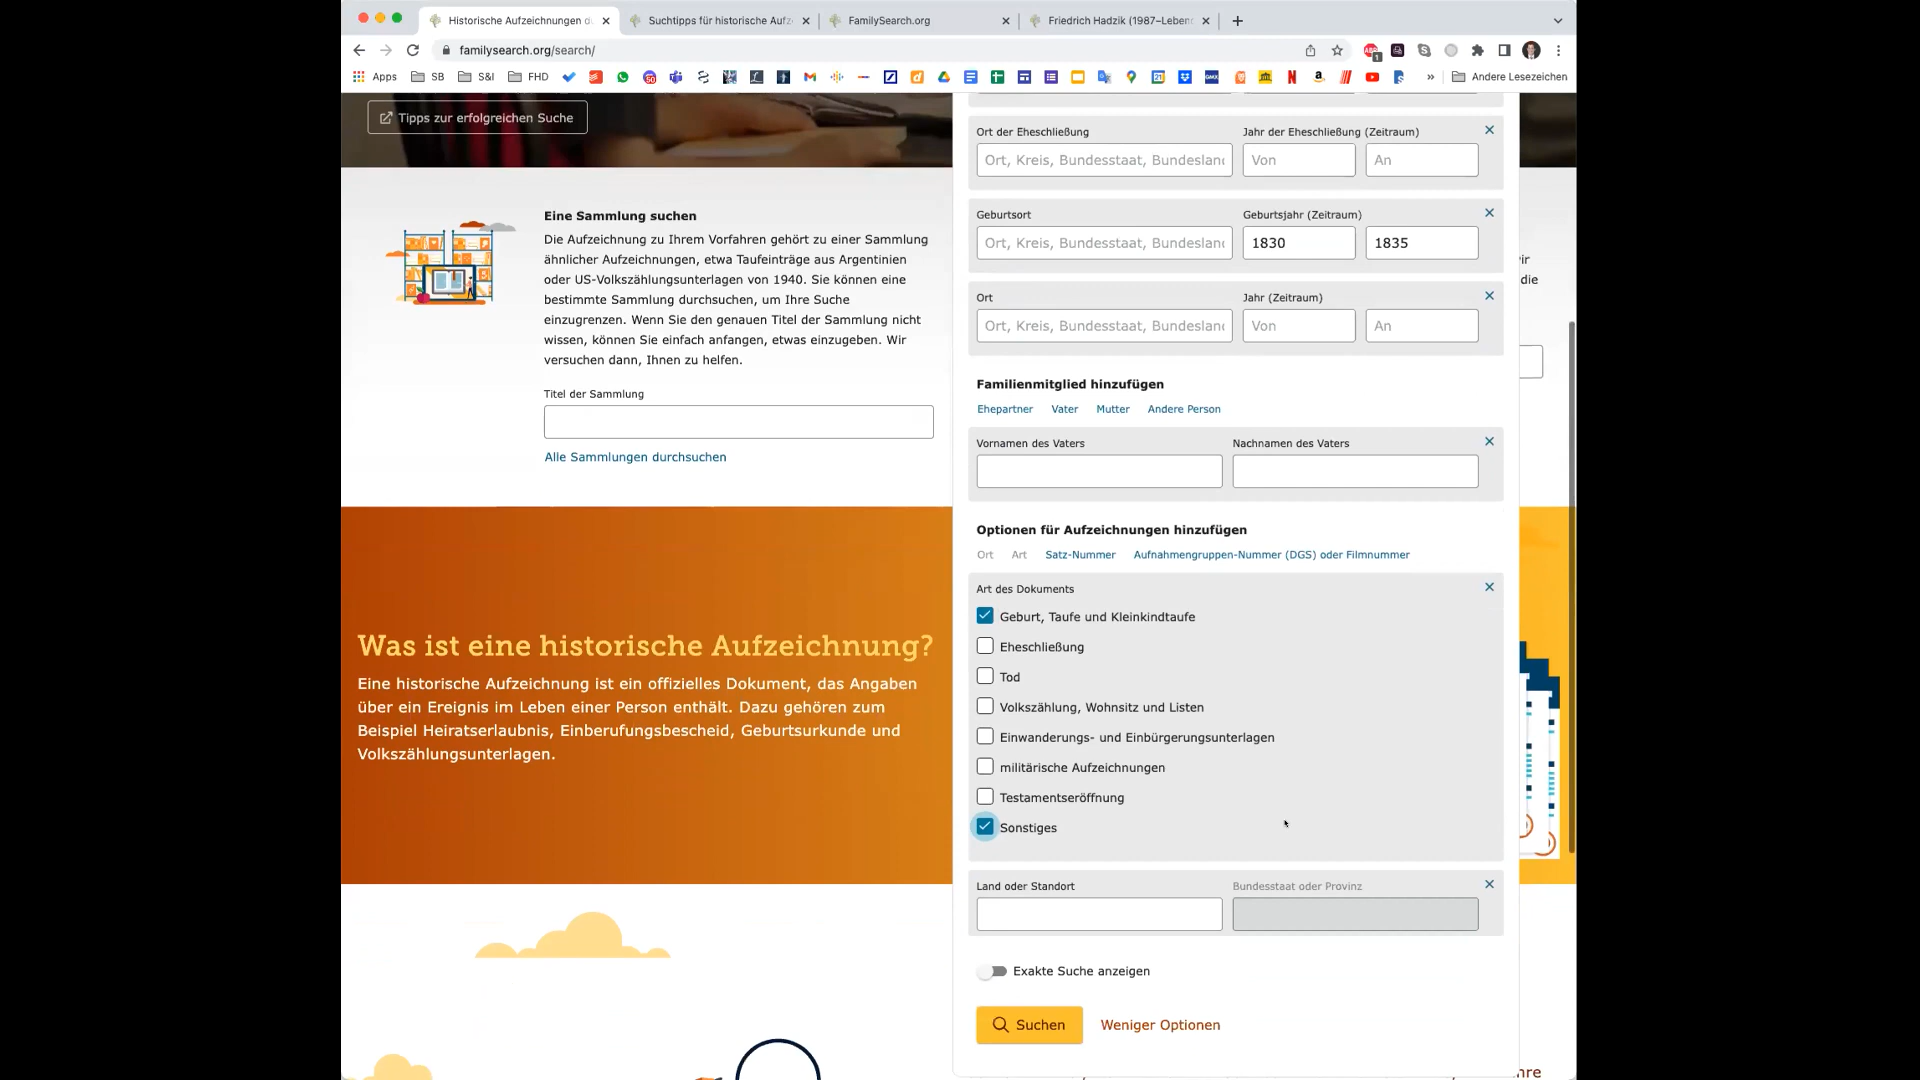 Historische Aufzeichnungen du
Suchtipps für historische Aufz
FamilySearch.org
Friedrich Hadzik (1987–Lebend
familysearch.org/search/
Apps
SB
S&I
FHD
Andere Lesezeichen
Tipps zur erfolgreichen Suche
Eine Sammlung suchen
Die Aufzeichnung zu Ihrem Vorfahren gehört zu einer Sammlung
ähnlicher Aufzeichnungen, etwa Taufeinträge aus Argentinien
oder US-Volkszählungsunterlagen von 1940. Sie können eine
bestimmte Sammlung durchsuchen, um Ihre Suche
einzugrenzen. Wenn Sie den genauen Titel der Sammlung nicht
wissen, können Sie einfach anfangen, etwas einzugeben. Wir
versuchen dann, Ihnen zu helfen.
Titel der Sammlung
Alle Sammlungen durchsuchen
Was ist eine historische Aufzeichnung?
Eine historische Aufzeichnung ist ein offizielles Dokument, das Angaben
über ein Ereignis im Leben einer Person enthält. Dazu gehören zum
Beispiel Heiratserlaubnis, Einberufungsbescheid, Geburtsurkunde und
Volkszählungsunterlagen.
Ort der Eheschließung
Jahr der Eheschließung (Zeitraum)
Ort, Kreis, Bundesstaat, Bundesland
Von
An
Geburtsort
Geburtsjahr (Zeitraum)
Ort, Kreis, Bundesstaat, Bundesland
1830
1835
Ort
Jahr (Zeitraum)
Ort, Kreis, Bundesstaat, Bundesland
Von
An
Familienmitglied hinzufügen
Ehepartner
Vater
Mutter
Andere Person
Vornamen des Vaters
Nachnamen des Vaters
Optionen für Aufzeichnungen hinzufügen
Ort
Art
Satz-Nummer
Aufnahmengruppen-Nummer (DGS) oder Filmnummer
Art des Dokuments
Geburt, Taufe und Kleinkindtaufe
Eheschließung
Tod
Volkszählung, Wohnsitz und Listen
Einwanderungs- und Einbürgerungsunterlagen
militärische Aufzeichnungen
Testamentseröffnung
Sonstiges
Land oder Standort
Bundesstaat oder Provinz
Exakte Suche anzeigen
Suchen
Weniger Optionen
ir
die